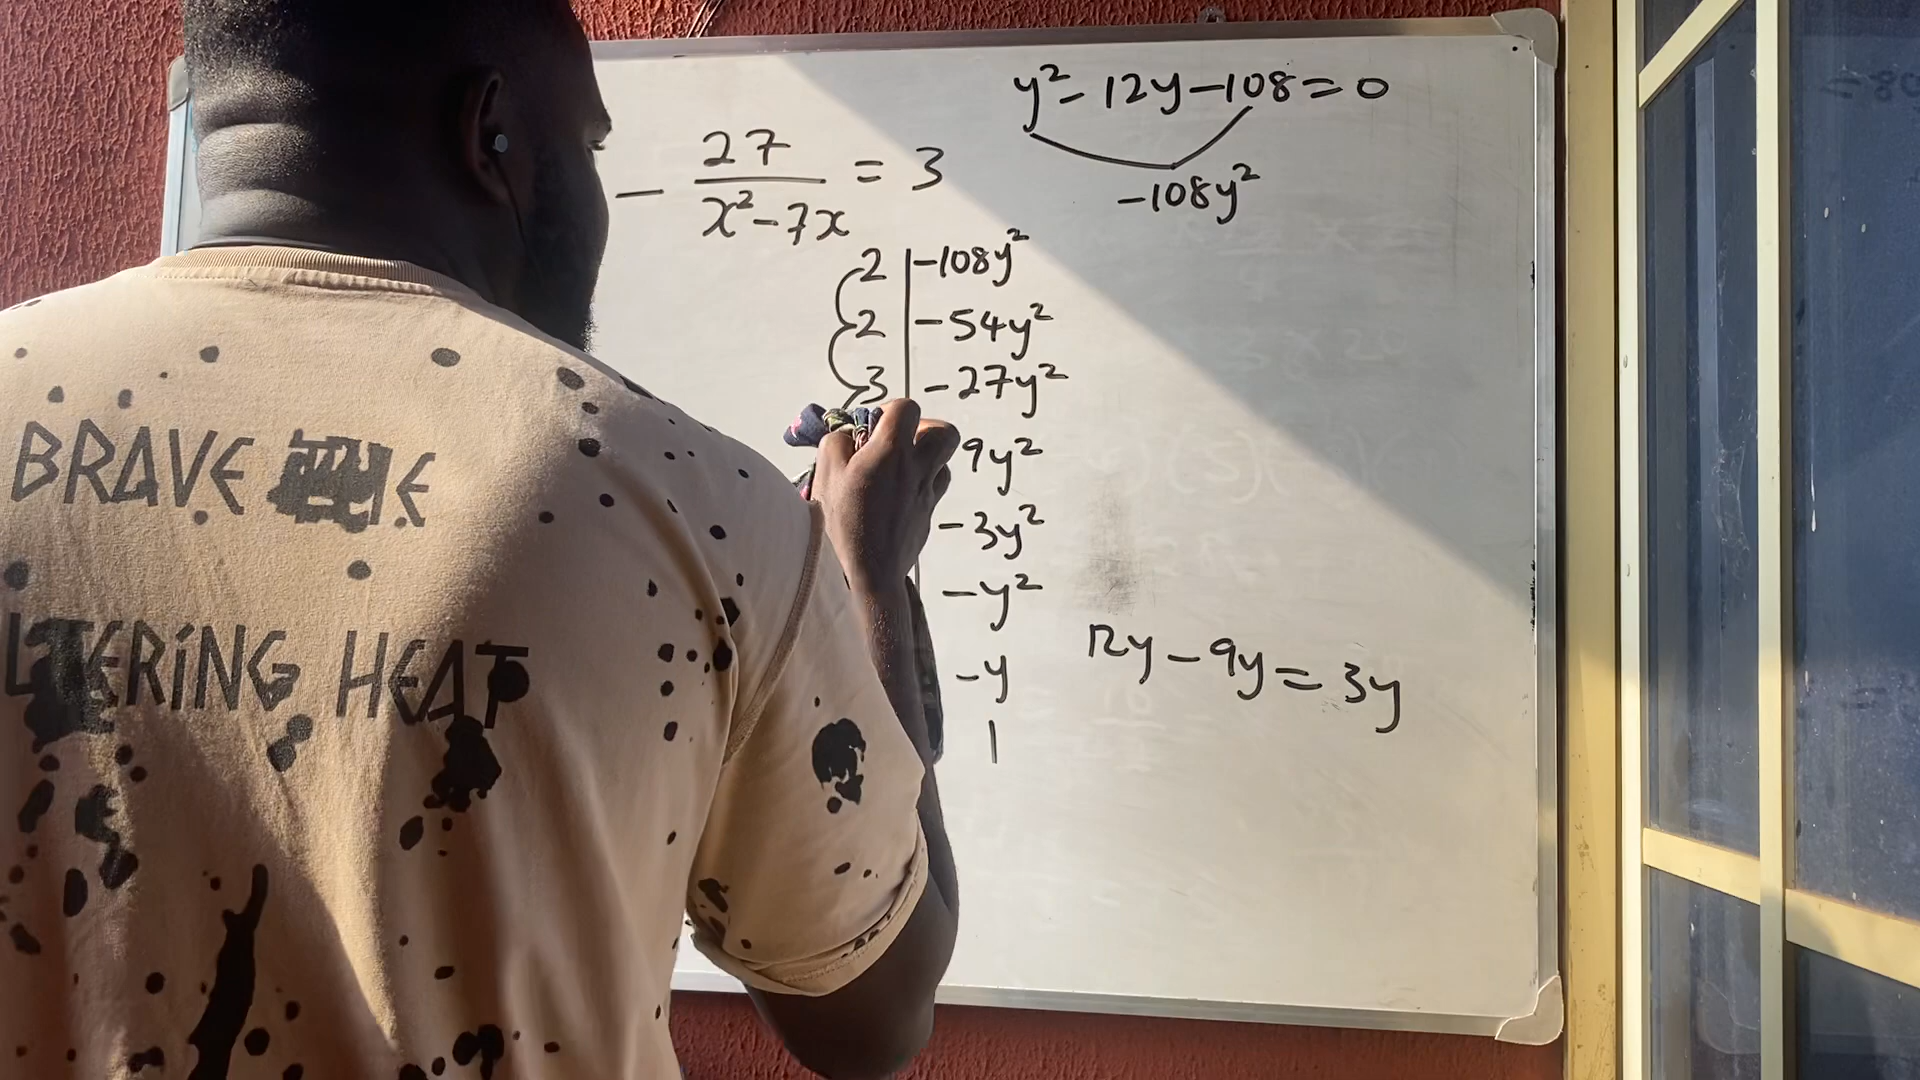 y² - 12y - 108 = 0
-108y²
- 27/(x² - 7x) = 3
2 | -108y²
2 | -54y²
3 | -27y²
9y²
-3y²
-y²
-y
1
12y - 9y = 3y
BRAVE
HEAT